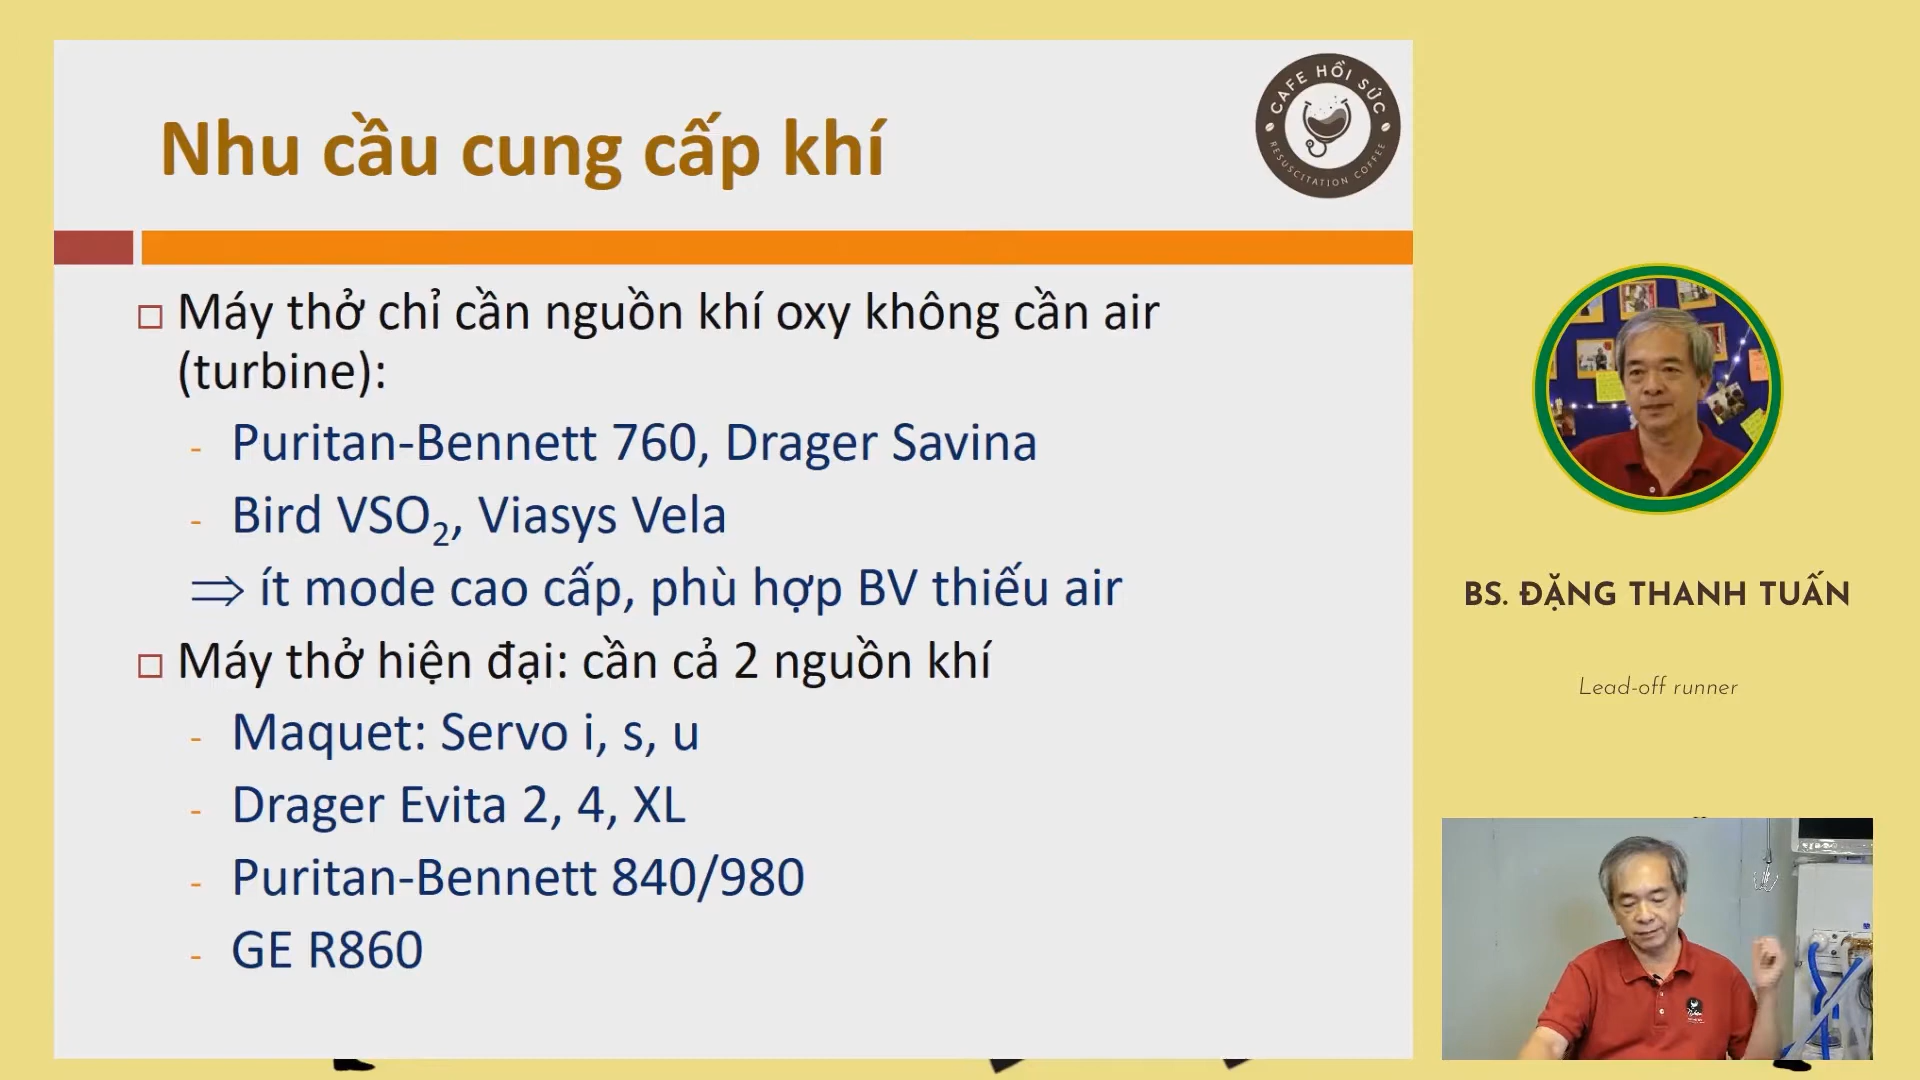 Nhu cầu cung cấp khí
CAFE HỒI SỨC
RESUSCITATION COFFEE
Máy thở chỉ cần nguồn khí oxy không cần air
(turbine):
- Puritan-Bennett 760, Drager Savina
- Bird VSO₂, Viasys Vela
⇒ ít mode cao cấp, phù hợp BV thiếu air
Máy thở hiện đại: cần cả 2 nguồn khí
- Maquet: Servo i, s, u
- Drager Evita 2, 4, XL
- Puritan-Bennett 840/980
- GE R860
BS. ĐẶNG THANH TUẤN
Lead-off runner